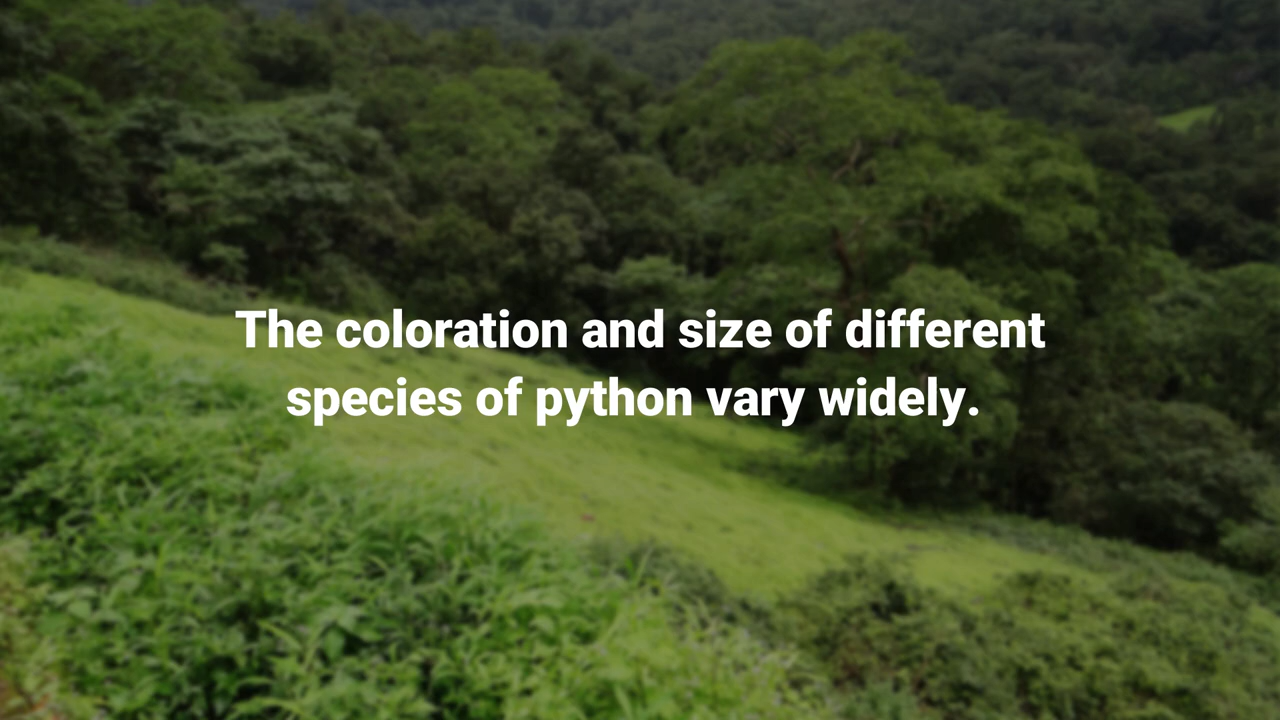 The coloration and size of different
species of python vary widely.